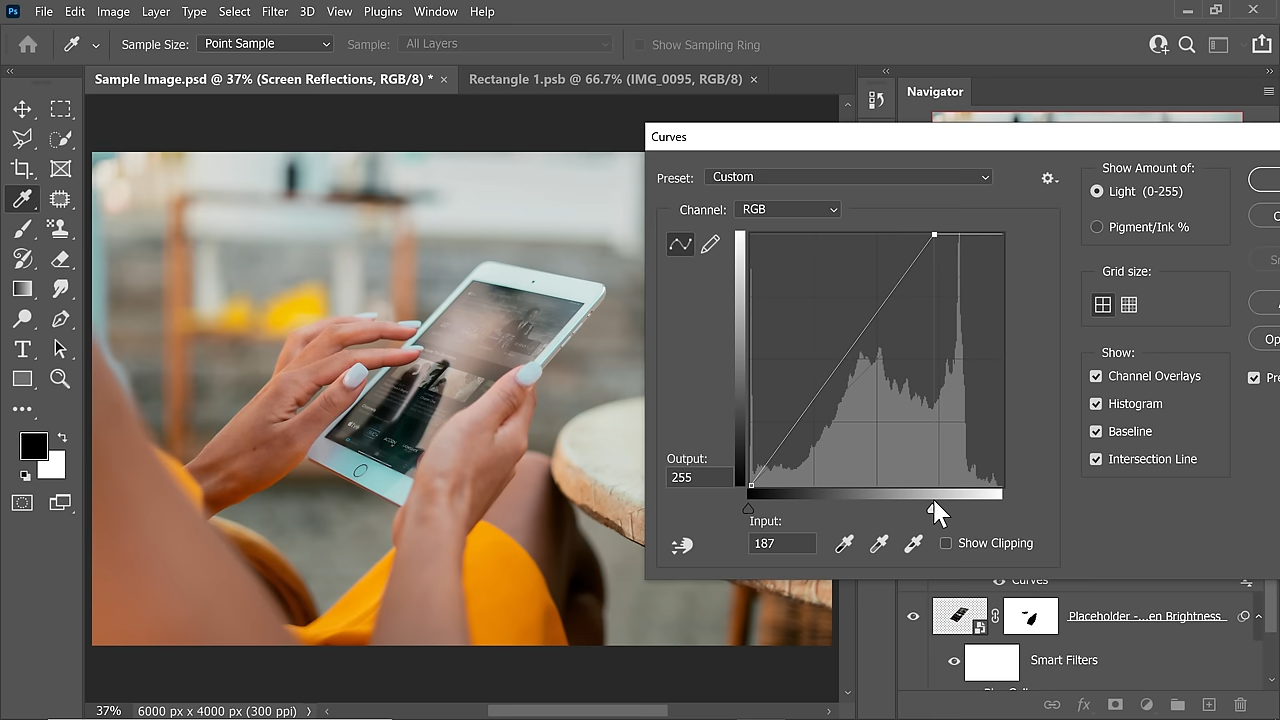 Ps File Edit Image Layer Type Select Filter 3D View Plugins Window Help
Sample Size: Point Sample Sample: All Layers Show Sampling Ring
Sample Image.psd @ 37% (Screen Reflections, RGB/8) * × Rectangle 1.psb @ 66.7% (IMG_0095, RGB/8) ×
Navigator
Curves
Preset: Custom
Channel: RGB
Output:
255
Input:
187
Show Clipping
Show Amount of:
Light (0-255)
Pigment/Ink %
Grid size:
Show:
Channel Overlays
Histogram
Baseline
Intersection Line
Op
Pre
Curves
Placeholder -...en Brightness
Smart Filters
37% 6000 px x 4000 px (300 ppi)